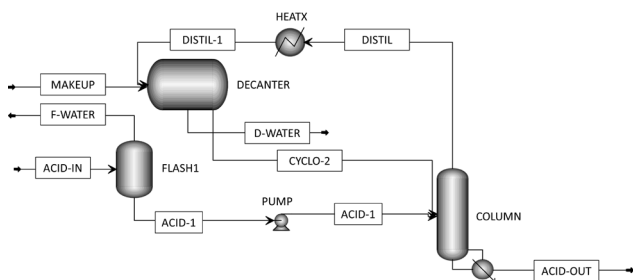 HEATX
DISTIL-1
DISTIL
MAKEUP
DECANTER
F-WATER
D-WATER
CYCLO-2
ACID-IN
FLASH1
PUMP
ACID-1
ACID-1
COLUMN
ACID-OUT